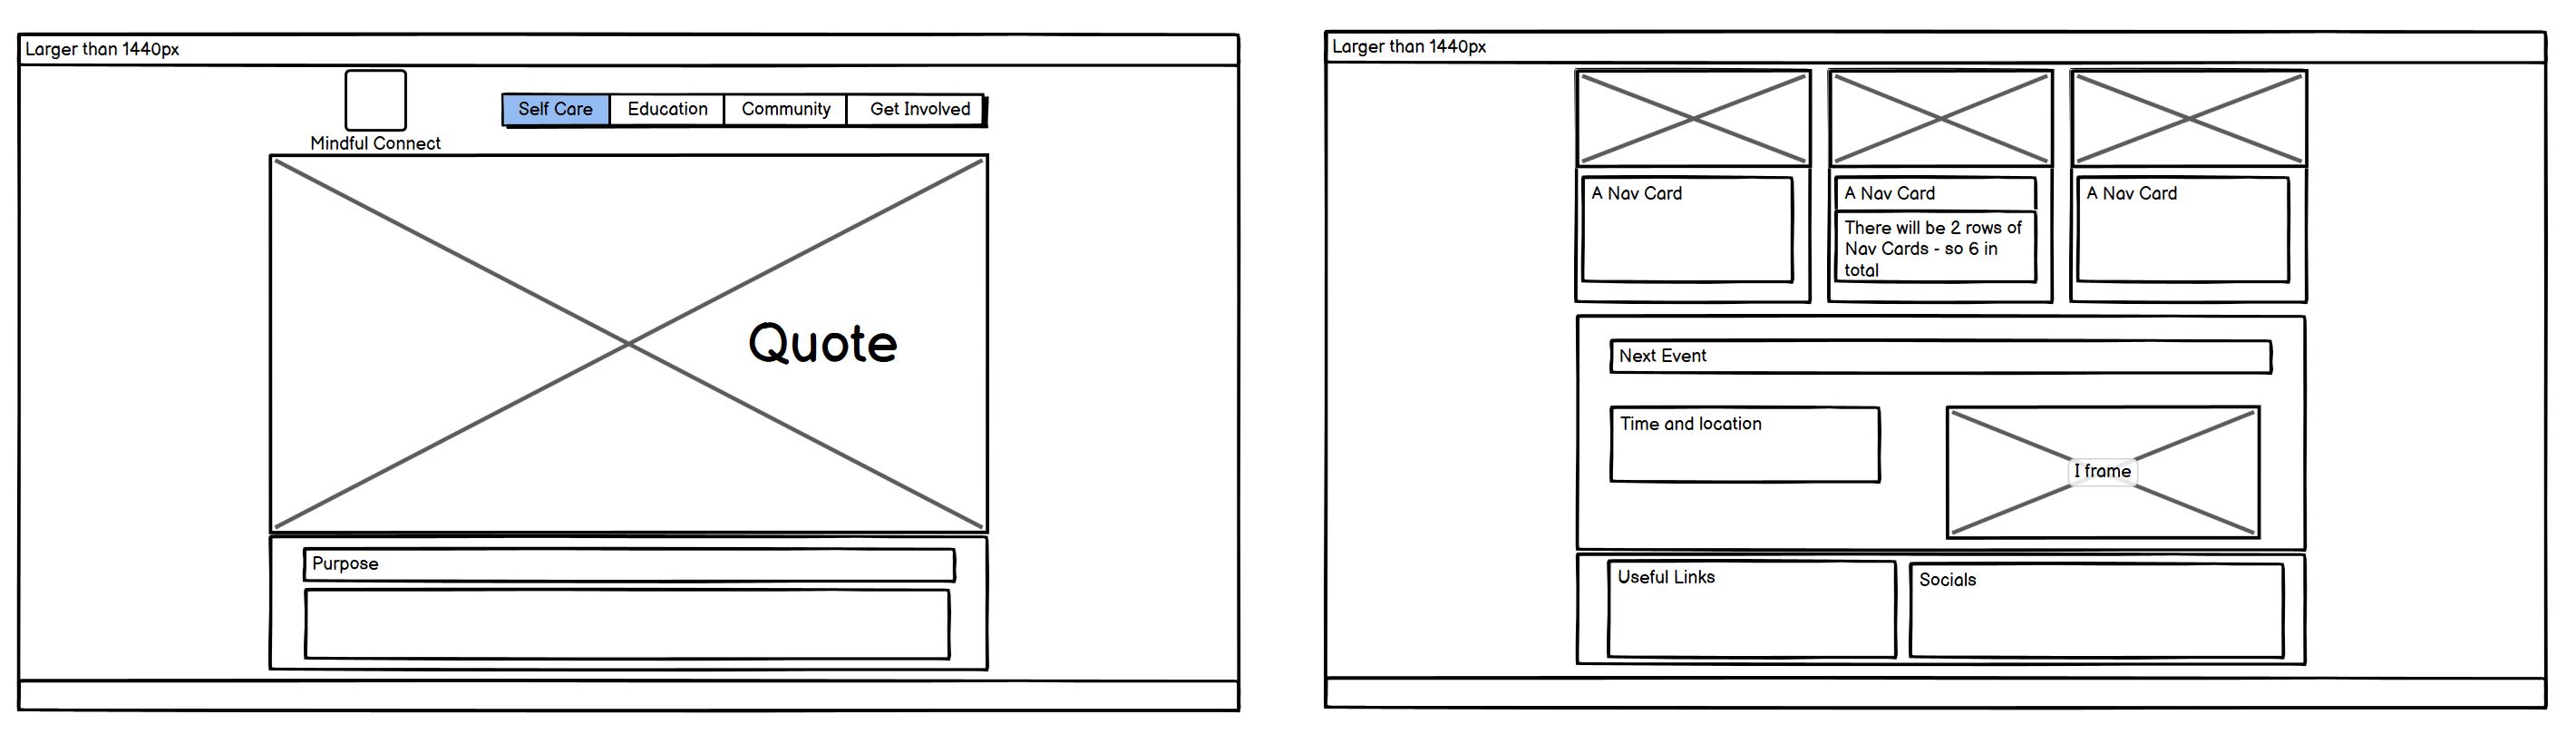 Larger than 1440px
Self Care
Education
Community
Get Involved
Mindful Connect
Quote
Purpose
Larger than 1440px
A Nav Card
A Nav Card
There will be 2 rows of
Nav Cards - so 6 in
total
A Nav Card
Next Event
Time and location
I frame
Useful Links
Socials